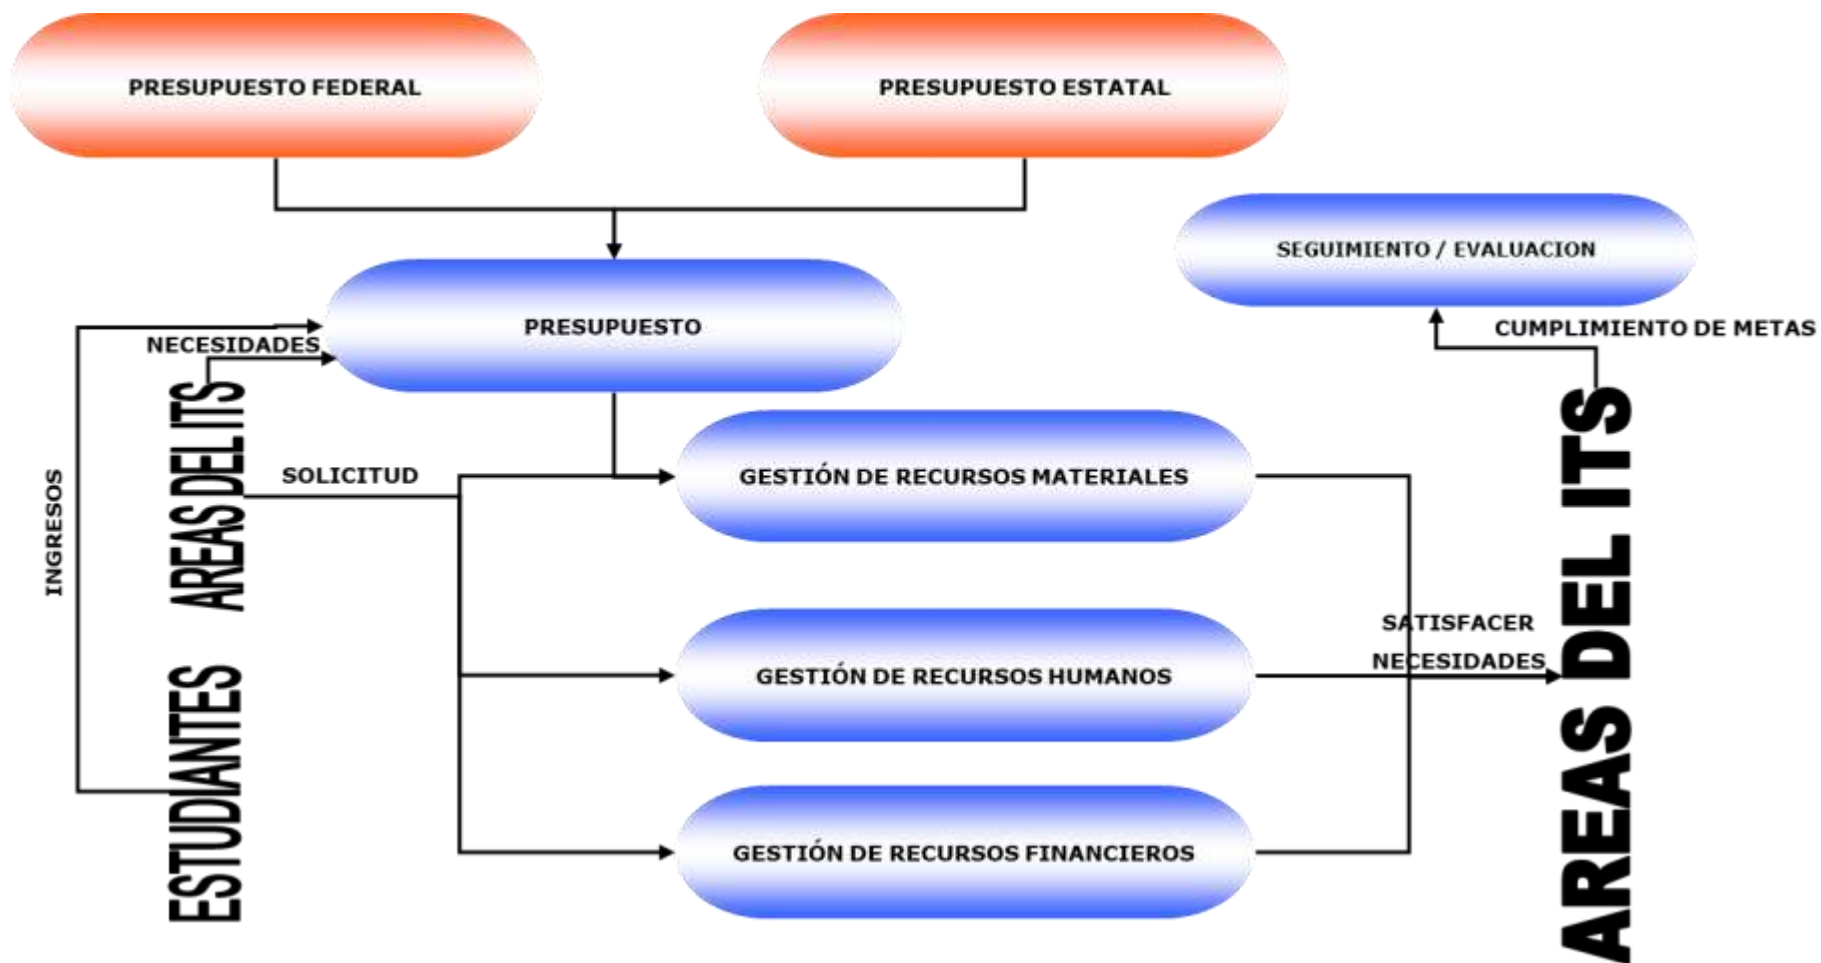 PRESUPUESTO FEDERAL
PRESUPUESTO ESTATAL
SEGUIMIENTO / EVALUACION
PRESUPUESTO
CUMPLIMIENTO DE METAS
NECESIDADES
INGRESOS
AREAS DEL ITS
ESTUDIANTES
SOLICITUD
GESTIÓN DE RECURSOS MATERIALES
GESTIÓN DE RECURSOS HUMANOS
GESTIÓN DE RECURSOS FINANCIEROS
SATISFACER
NECESIDADES
AREAS DEL ITS